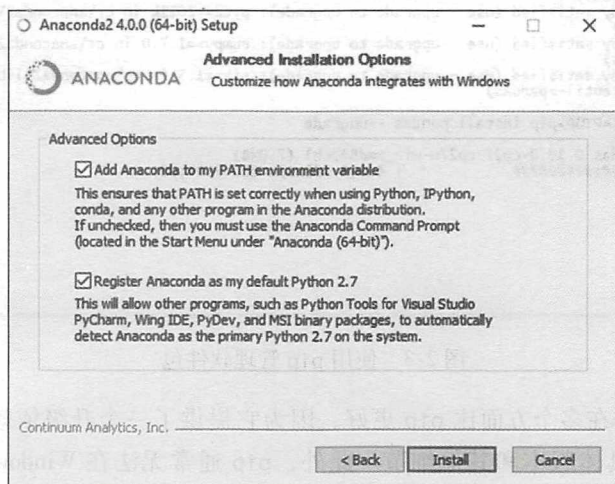 Anaconda2 4.0.0 (64-bit) Setup
ANACONDA
Advanced Installation Options
Customize how Anaconda integrates with Windows
Advanced Options
Add Anaconda to my PATH environment variable
This ensures that PATH is set correctly when using Python, IPython,
conda, and any other program in the Anaconda distribution.
If unchecked, then you must use the Anaconda Command Prompt
(located in the Start Menu under "Anaconda (64-bit)").
Register Anaconda as my default Python 2.7
This will allow other programs, such as Python Tools for Visual Studio
PyCharm, Wing IDE, PyDev, and MSI binary packages, to automatically
detect Anaconda as the primary Python 2.7 on the system.
Continuum Analytics, Inc.
< Back
Install
Cancel